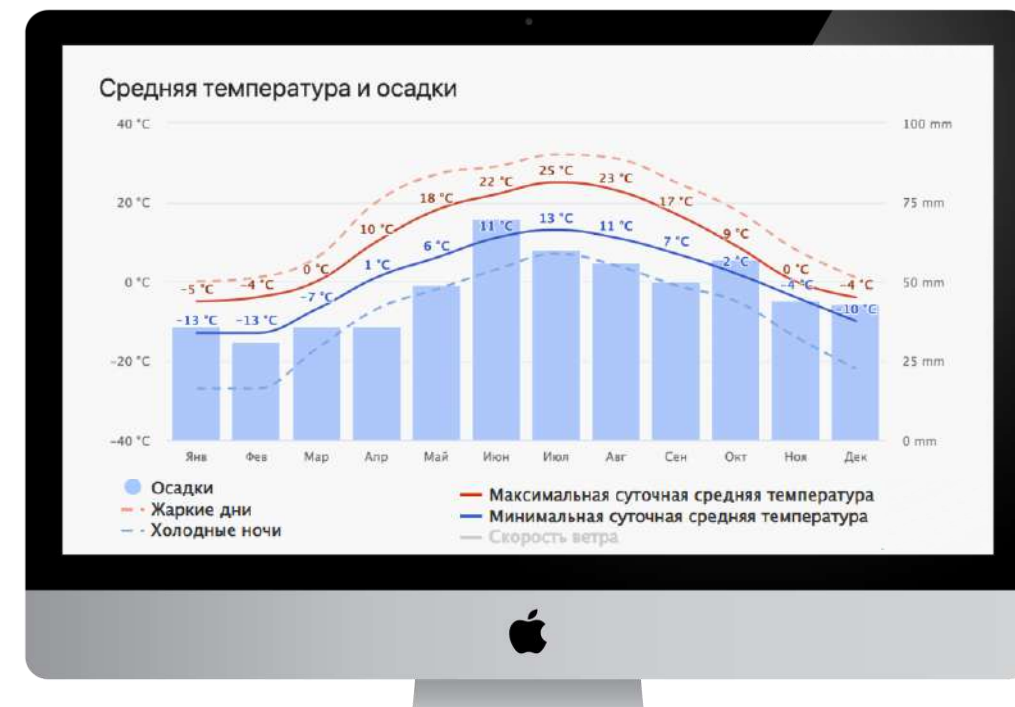 Средняя температура и осадки
40 °C
100 mm
25 °C
22 °C
23 °C
20 °C
18 °C
17 °C
75 mm
13 °C
11 °C
11 °C
10 °C
9 °C
6 °C
7 °C
1 °C
2 °C
0 °C
0 °C
0 °C
-4 °C
50 mm
-5 °C
-4 °C
-4 °C
-7 °C
-10 °C
-13 °C
-13 °C
-20 °C
25 mm
-40 °C
0 mm
Янв Фев Мар Апр Май Июн Июл Авг Сен Окт Ноя Дек
Осадки
Жаркие дни
Холодные ночи
Максимальная суточная средняя температура
Минимальная суточная средняя температура
Скорость ветра